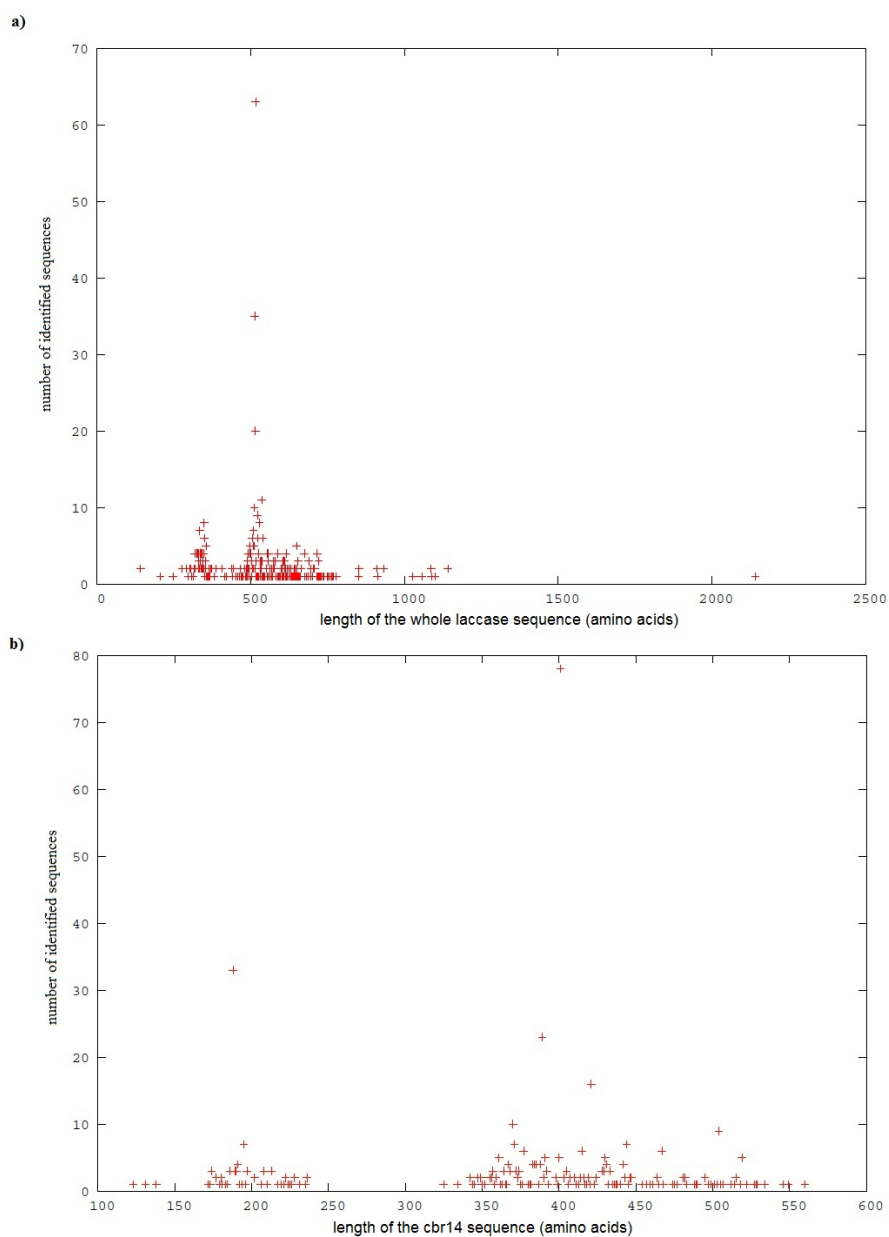 a)
70
60
50
40
30
20
10
0
number of identified sequences
0 500 1000 1500 2000 2500
length of the whole laccase sequence (amino acids)
b)
80
70
60
50
40
30
20
10
0
number of identified sequences
100 150 200 250 300 350 400 450 500 550 600
length of the cbr14 sequence (amino acids)